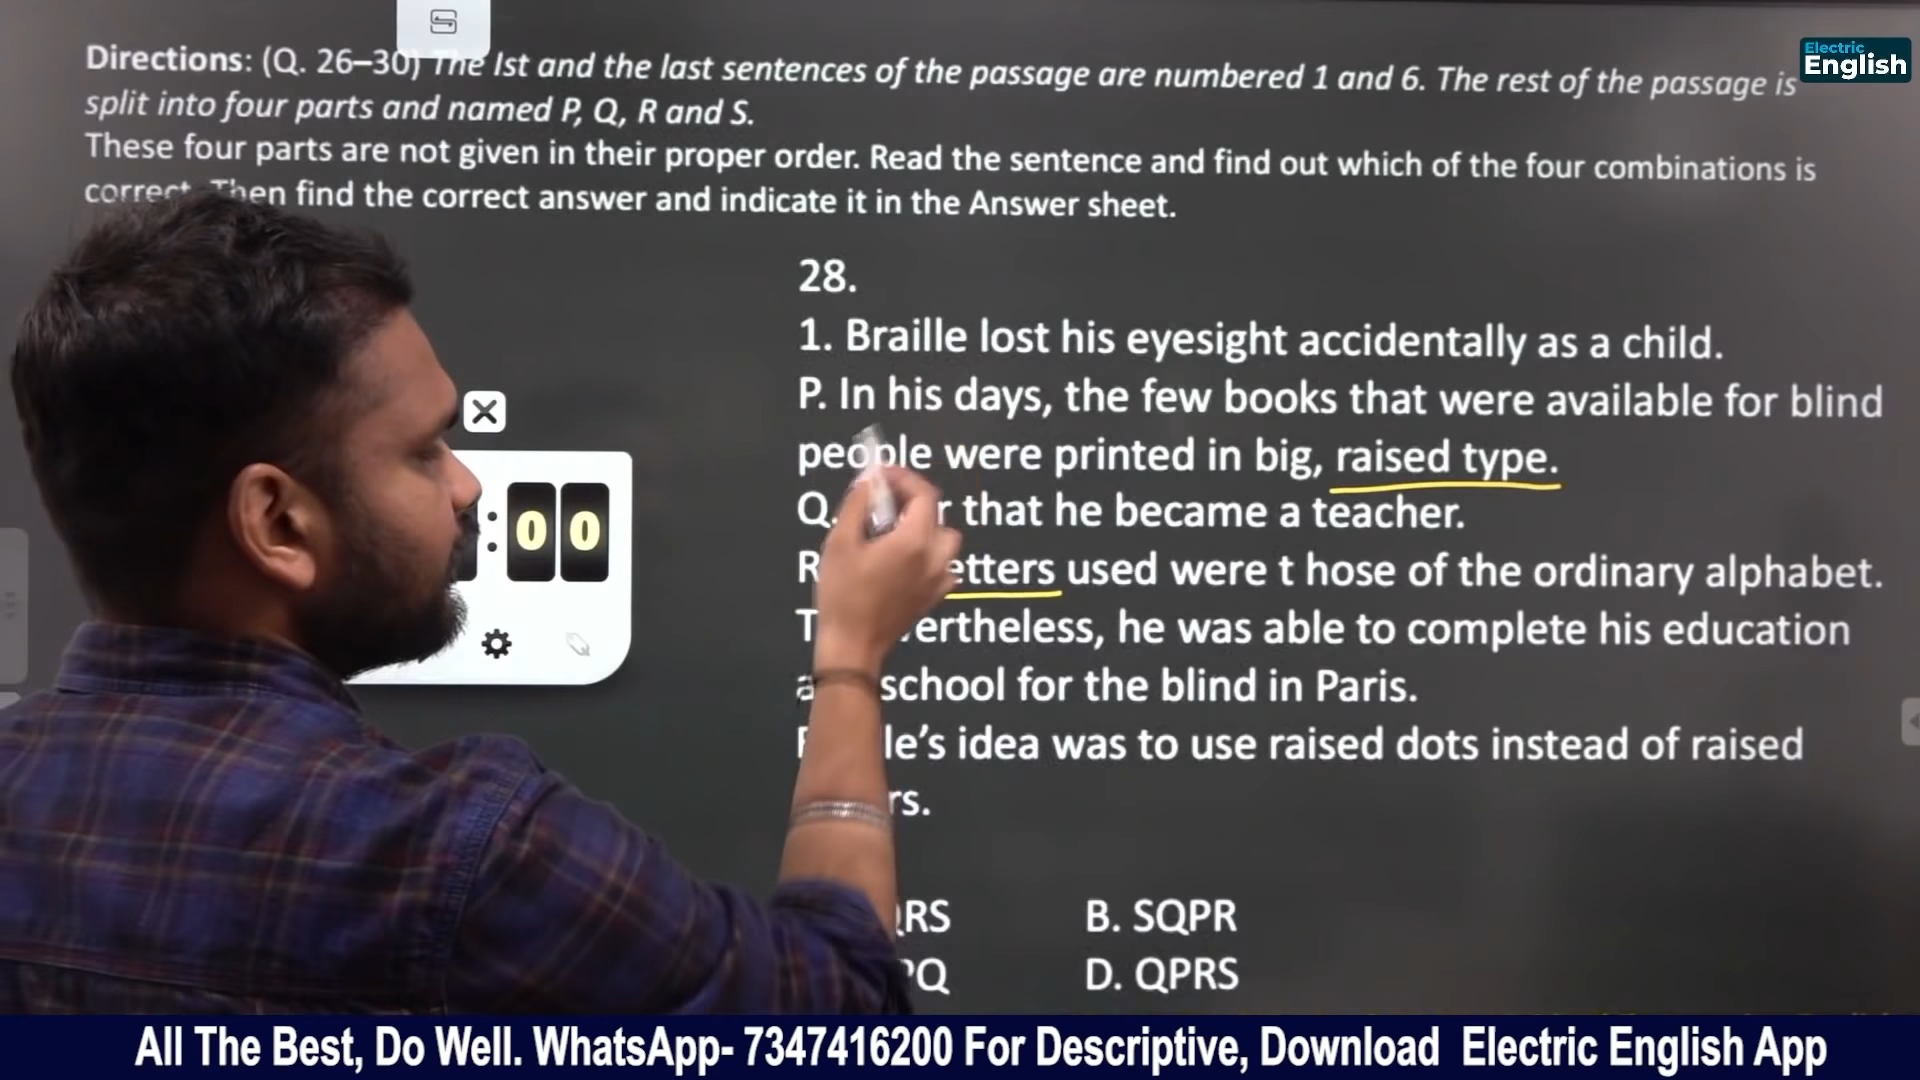 Electric
English
Directions: (Q. 26–30) The Ist and the last sentences of the passage are numbered 1 and 6. The rest of the passage is
split into four parts and named P, Q, R and S.
These four parts are not given in their proper order. Read the sentence and find out which of the four combinations is
correct. Then find the correct answer and indicate it in the Answer sheet.
28.
1. Braille lost his eyesight accidentally as a child.
P. In his days, the few books that were available for blind
people were printed in big, raised type.
Q. that he became a teacher.
R etters used were t hose of the ordinary alphabet.
ertheless, he was able to complete his education
school for the blind in Paris.
le’s idea was to use raised dots instead of raised
rs.
: 00
RS
B. SQPR
PQ
D. QPRS
All The Best, Do Well. WhatsApp- 7347416200 For Descriptive, Download Electric English App